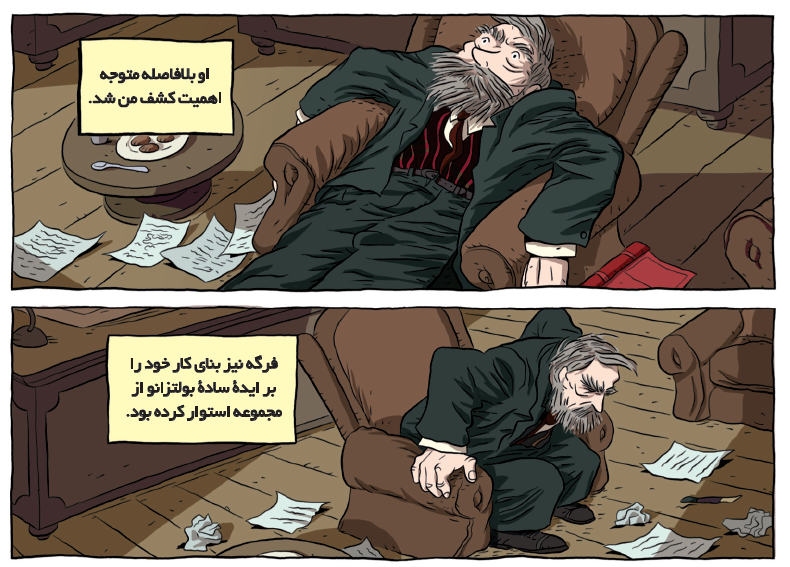 او بلافاصله متوجه
اهمیت کشف من شد.
فرگه نیز بنای کار خود را
بر ایدهٔ سادهٔ بولتزانو از
مجموعه استوار کرده بود.